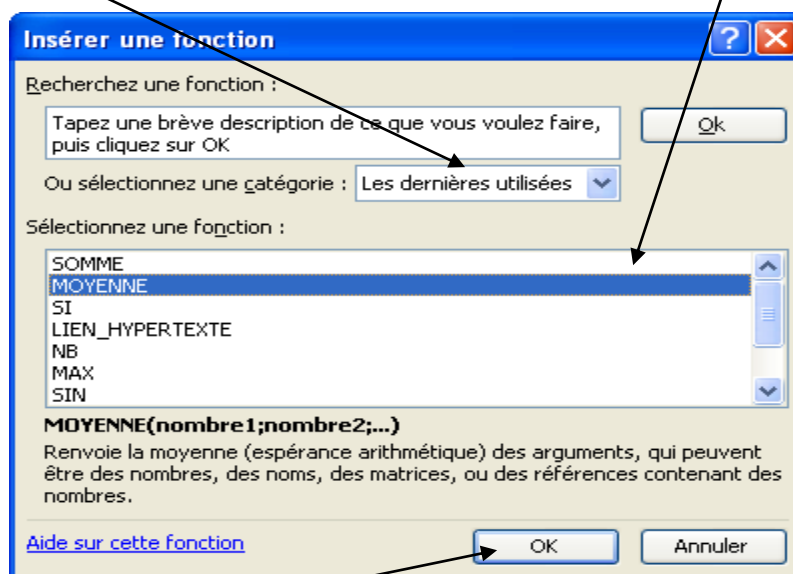 Insérer une fonction
Recherchez une fonction :
Tapez une brève description de ce que vous voulez faire,
puis cliquez sur OK
Ok
Ou sélectionnez une catégorie : Les dernières utilisées
Sélectionnez une fonction :
SOMME
MOYENNE
SI
LIEN_HYPERTEXTE
NB
MAX
SIN
MOYENNE(nombre1;nombre2;...)
Renvoie la moyenne (espérance arithmétique) des arguments, qui peuvent
être des nombres, des noms, des matrices, ou des références contenant des
nombres.
Aide sur cette fonction
OK
Annuler